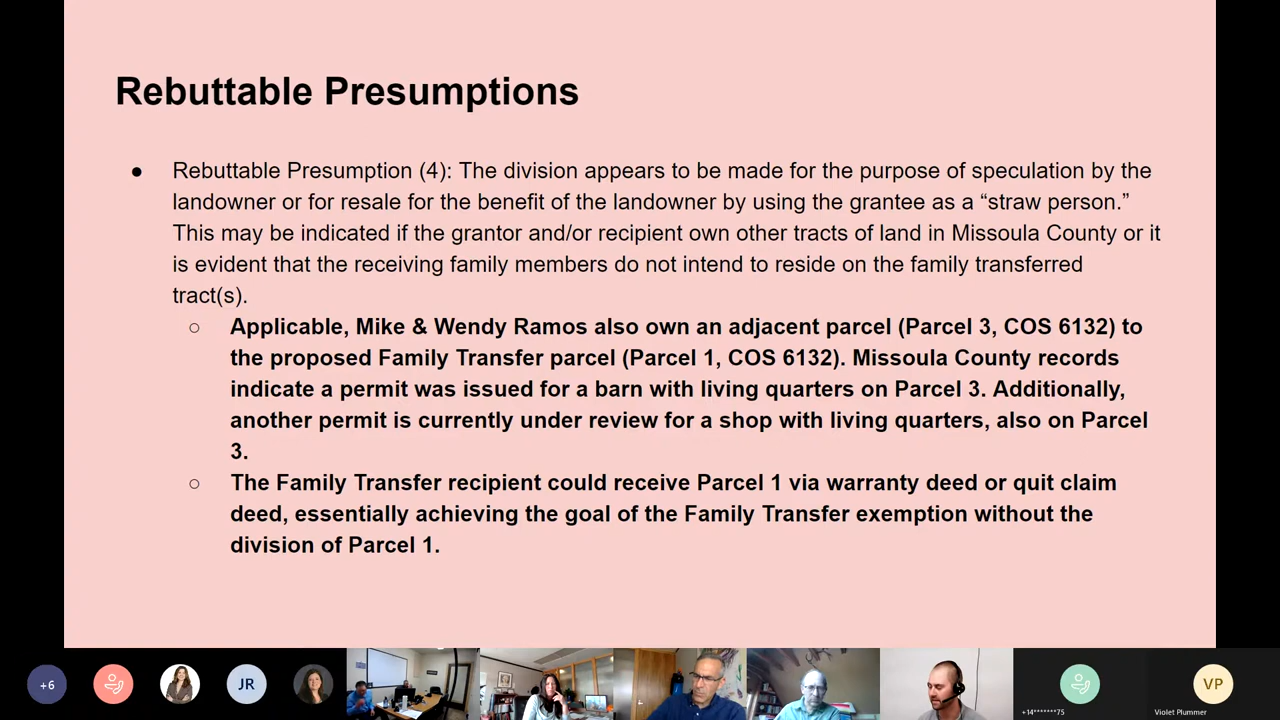 Rebuttable Presumptions
● Rebuttable Presumption (4): The division appears to be made for the purpose of speculation by the
landowner or for resale for the benefit of the landowner by using the grantee as a “straw person.”
This may be indicated if the grantor and/or recipient own other tracts of land in Missoula County or it
is evident that the receiving family members do not intend to reside on the family transferred
tract(s).
○ Applicable, Mike & Wendy Ramos also own an adjacent parcel (Parcel 3, COS 6132) to
the proposed Family Transfer parcel (Parcel 1, COS 6132). Missoula County records
indicate a permit was issued for a barn with living quarters on Parcel 3. Additionally,
another permit is currently under review for a shop with living quarters, also on Parcel
3.
○ The Family Transfer recipient could receive Parcel 1 via warranty deed or quit claim
deed, essentially achieving the goal of the Family Transfer exemption without the
division of Parcel 1.
+6
JR
VP
+14*******75
Violet Plummer